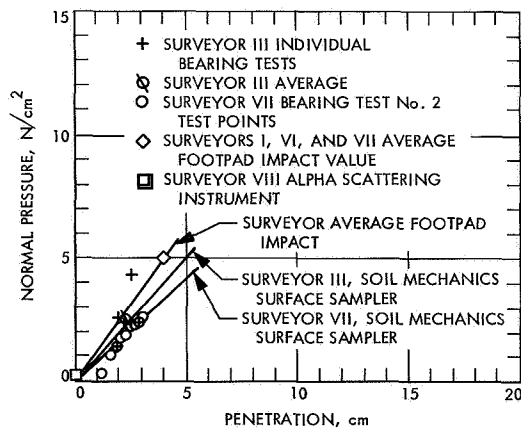 15
+ SURVEYOR III INDIVIDUAL
BEARING TESTS
SURVEYOR III AVERAGE
SURVEYOR VII BEARING TEST No. 2
TEST POINTS
SURVEYORS I, VI, AND VII AVERAGE
FOOTPAD IMPACT VALUE
SURVEYOR VIII ALPHA SCATTERING
INSTRUMENT
10
NORMAL PRESSURE, N/cm²
SURVEYOR AVERAGE FOOTPAD
IMPACT
5
SURVEYOR III, SOIL MECHANICS
SURFACE SAMPLER
SURVEYOR VII, SOIL MECHANICS
SURFACE SAMPLER
0
0 5 10 15 20
PENETRATION, cm